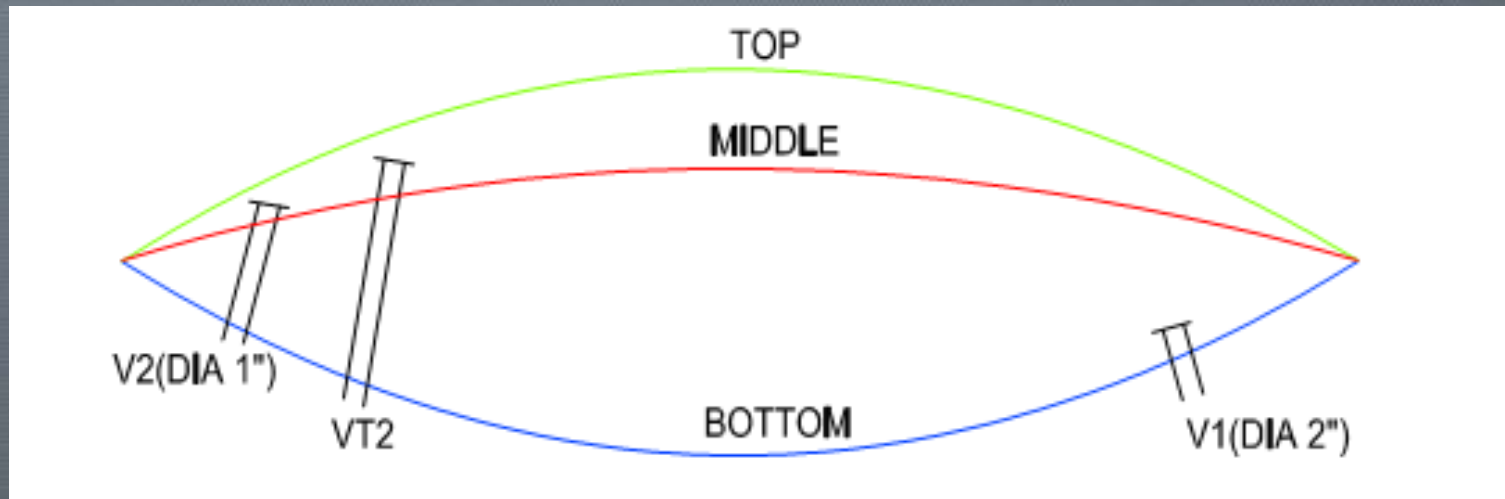 TOP
MIDDLE
V2(DIA 1")
VT2
BOTTOM
V1(DIA 2")